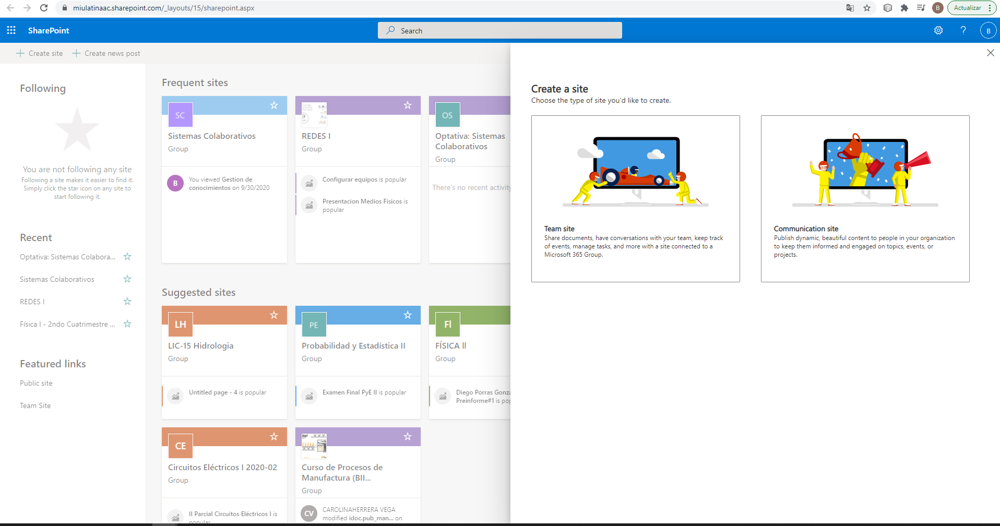 miulatinaac.sharepoint.com/_layouts/15/sharepoint.aspx
B
Actualizar
SharePoint
Search
?
B
Create site
Create news post
Following
You are not following any site
Following a site makes it easier to find it.
Simply click the star icon on any site to
start following it.
Recent
Optativa: Sistemas Colabora...
Sistemas Colaborativos
REDES I
Física I - 2ndo Cuatrimestre ...
Featured links
Public site
Team Site
Frequent sites
SC
Sistemas Colaborativos
Group
B
You viewed Gestion de
conocimientos on 9/30/2020
REDES I
Group
Configurar equipos is popular
Presentacion Medios Fisicos is
popular
OS
Optativa: Sistemas
Colaborativos
Group
There's no recent activity
Suggested sites
LH
LIC-15 Hidrologia
Group
Untitled page - 4 is popular
PE
Probabilidad y Estadística II
Group
Examen Final PyE II is popular
Fl
FÍSICA ll
Group
Diego Porras Gonza
Preinforme#1 is pop
CE
Circuitos Eléctricos I 2020-02
Group
II Parcial Circuitos Eléctricos I is
popular
Curso de Procesos de
Manufactura (BII...
Group
CV
CAROLINAHERRERA VEGA
modified idoc.pub_man... on
Create a site
Choose the type of site you'd like to create.
Team site
Share documents, have conversations with your team, keep track
of events, manage tasks, and more with a site connected to a
Microsoft 365 Group.
Communication site
Publish dynamic, beautiful content to people in your organization
to keep them informed and engaged on topics, events, or
projects.